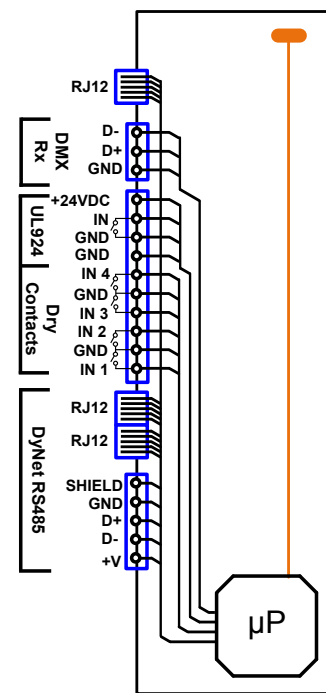 RJ12
DMX
Rx
D-
D+
GND
UL924
+24VDC
IN
GND
GND
Dry
Contacts
IN 4
GND
IN 3
IN 2
GND
IN 1
DyNet RS485
RJ12
RJ12
SHIELD
GND
D+
D-
+V
µP